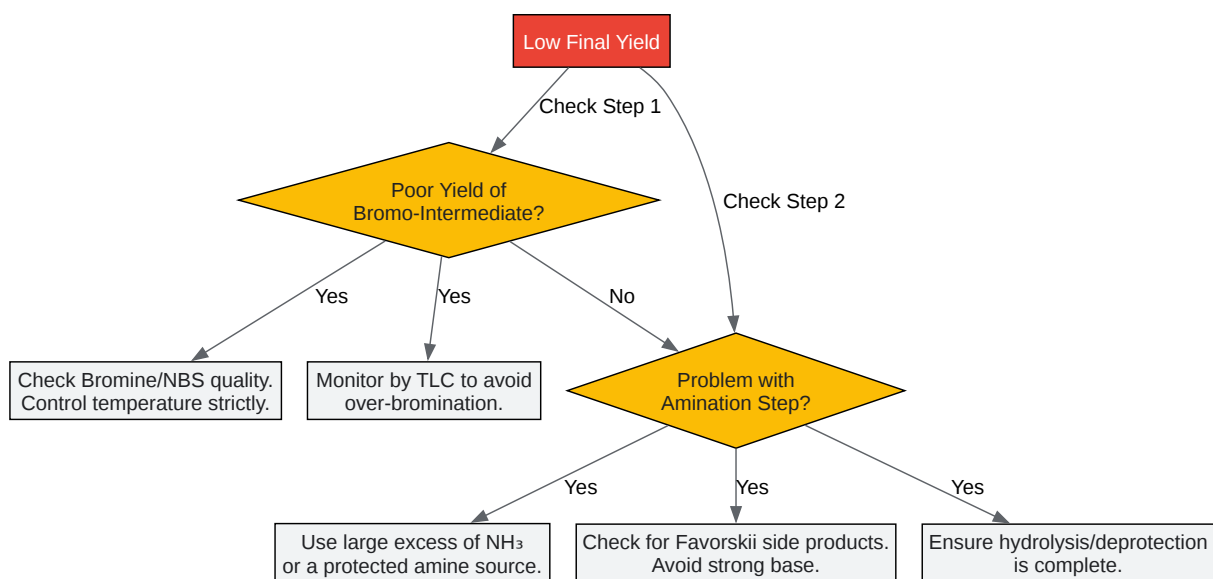 Low Final Yield
Check Step 1
Poor Yield of
Bromo-Intermediate?
Check Step 2
Yes
Yes
No
Check Bromine/NBS quality.
Control temperature strictly.
Monitor by TLC to avoid
over-bromination.
Problem with
Amination Step?
Yes
Yes
Yes
Use large excess of NH₃
or a protected amine source.
Check for Favorskii side products.
Avoid strong base.
Ensure hydrolysis/deprotection
is complete.